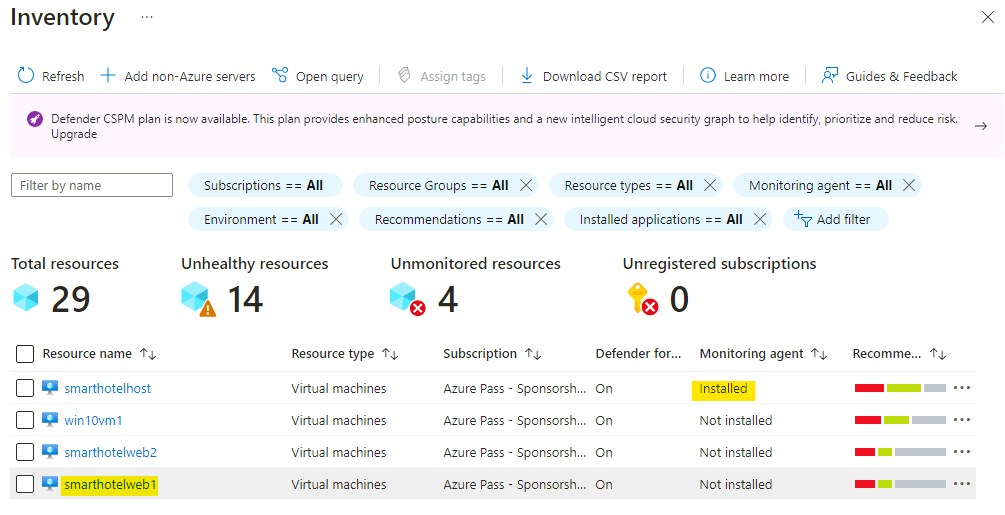 Inventory ...
Refresh Add non-Azure servers Open query Assign tags Download CSV report Learn more Guides & Feedback
Defender CSPM plan is now available. This plan provides enhanced posture capabilities and a new intelligent cloud security graph to help identify, prioritize and reduce risk.
Upgrade
Filter by name Subscriptions == All Resource Groups == All Resource types == All Monitoring agent == All
Environment == All Recommendations == All Installed applications == All Add filter
Total resources Unhealthy resources Unmonitored resources Unregistered subscriptions
29 14 4 0
Resource name Resource type Subscription Defender for... Monitoring agent Recomme...
smarthotelhost Virtual machines Azure Pass - Sponsorsh... On Installed ...
win10vm1 Virtual machines Azure Pass - Sponsorsh... On Not installed ...
smarthotelweb2 Virtual machines Azure Pass - Sponsorsh... On Not installed ...
smarthotelweb1 Virtual machines Azure Pass - Sponsorsh... On Not installed ...